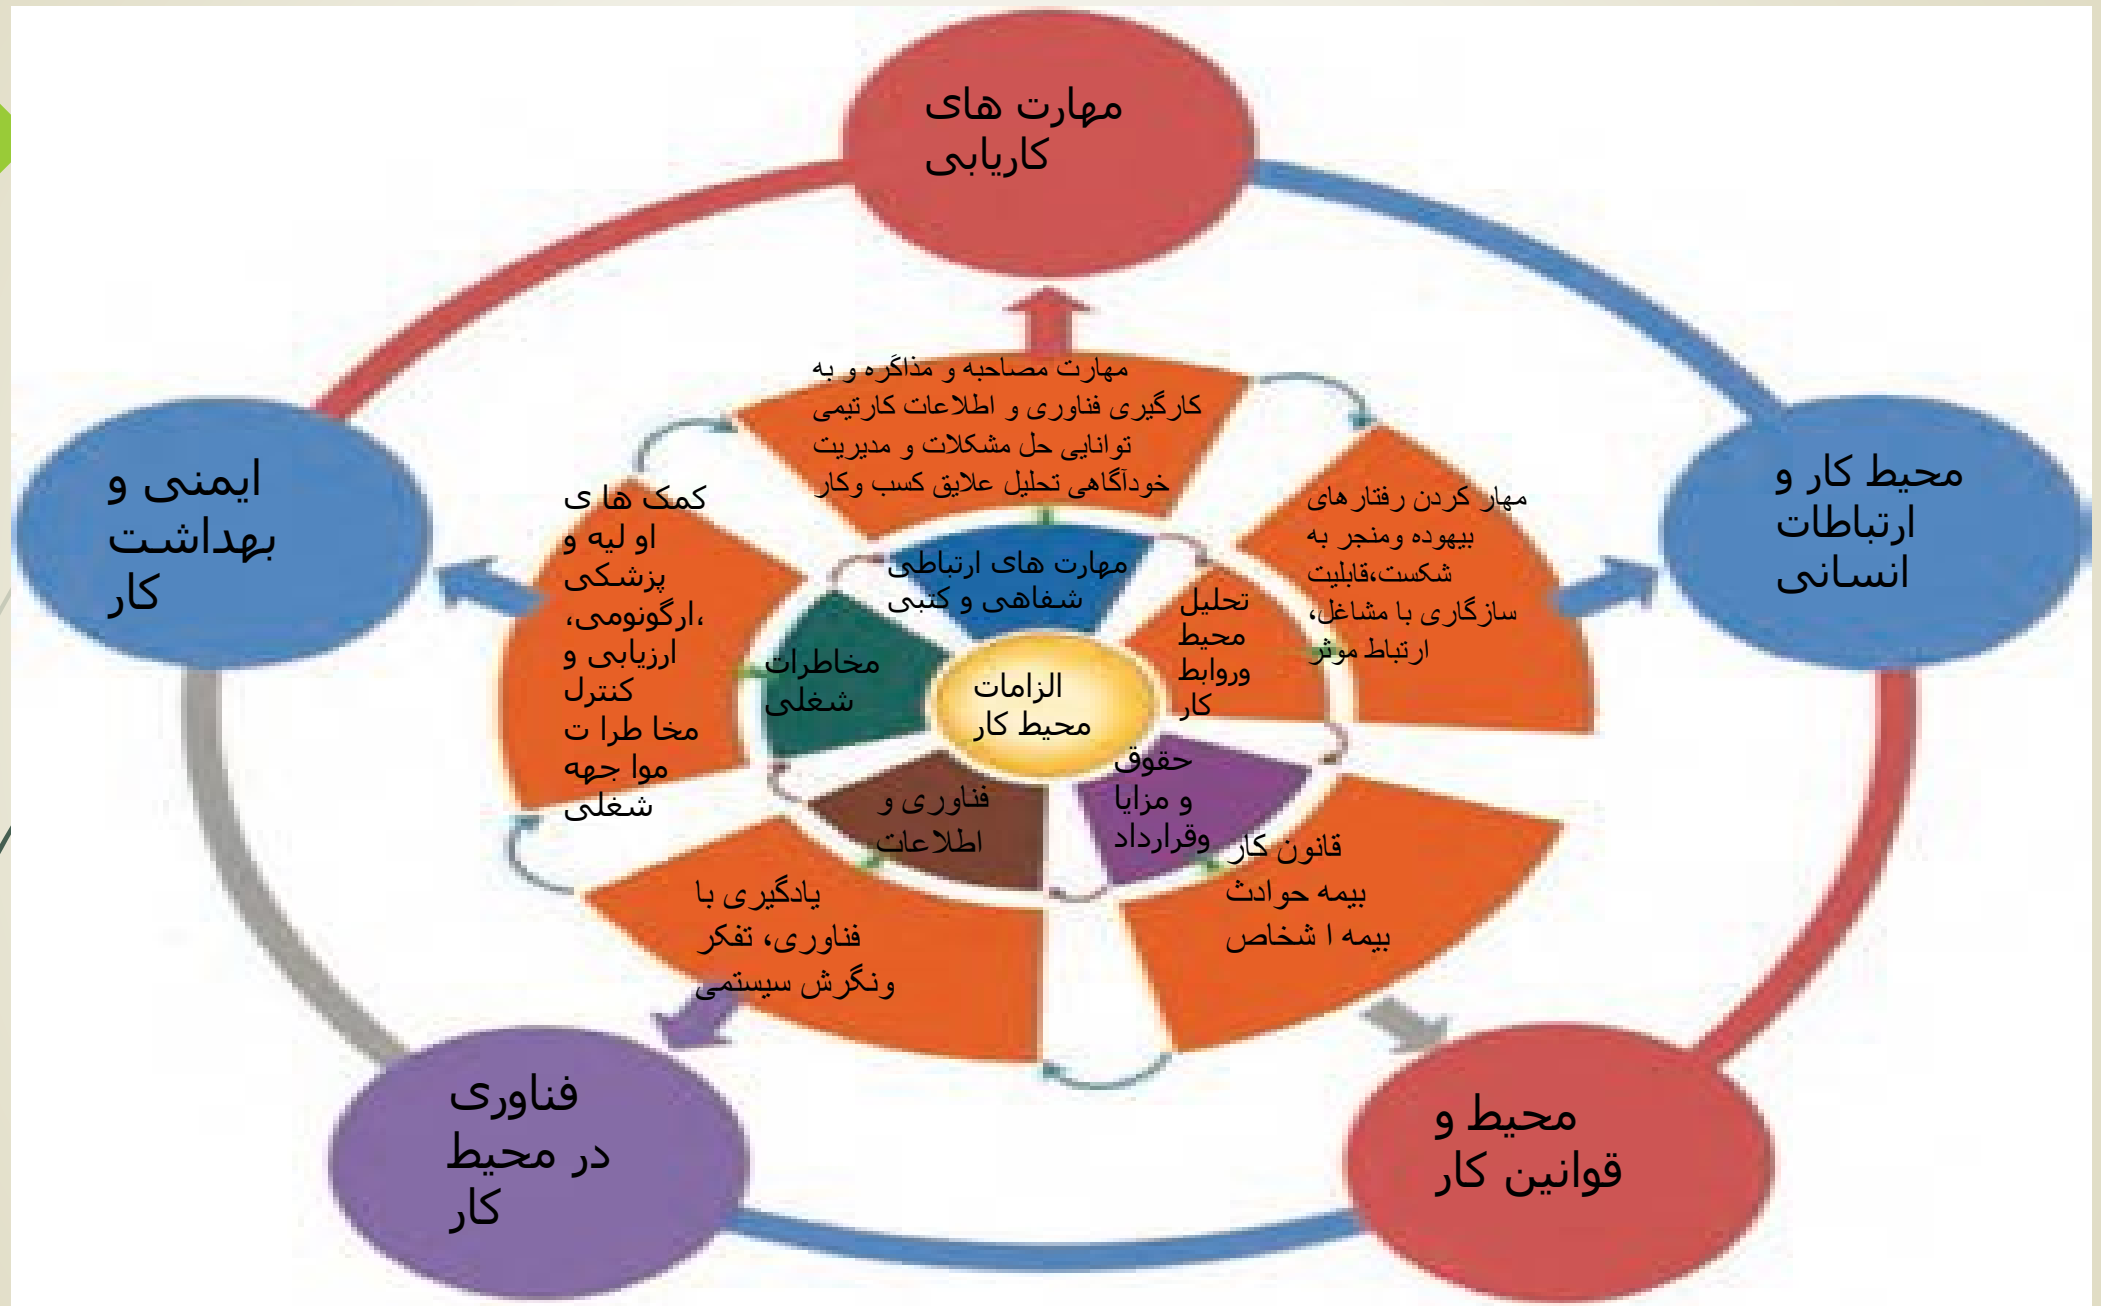 مهارت های
کاریابی
محیط کار و
ارتباطات
انسانی
ایمنی و
بهداشت
کار
مهارت مصاحبه و مذاگره و به
کارگیری فناوری و اطلاعات کارتیمی
توانایی حل مشکلات و مدیریت
خودآگاهی تحلیل علایق کسب وکار
مهار کردن رفتارهای
بیهوده ومنجر به
شکست،قابلیت
سازگاری با مشاغل،
ارتباط موثر
کمک ها ی
او لیه و
پزشکی
،ارگونومی،
ارزیابی و
کنترل
مخا طرا ت
موا جهه
شغلی
مهارت های ارتباطی
شفاهی و کتبی
تحلیل
محیط
وروابط
کار
مخاطرات
شغلی
الزامات
محیط کار
حقوق
و مزایا
وقرارداد
فناوری و
اطلاعات
قانون کار
بیمه حوادث
بیمه ا شخاص
یادگیری با
فناوری، تفکر
ونگرش سیستمی
فناوری
در محیط
کار
محیط و
قوانین کار